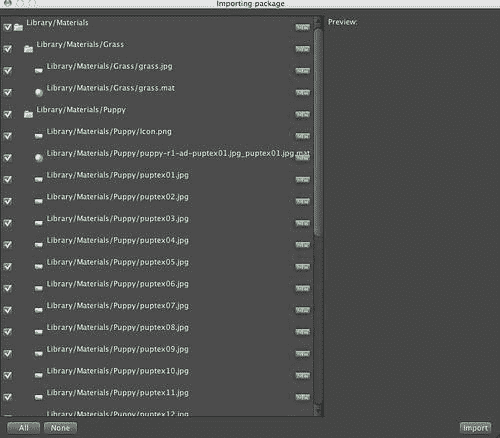 Importing package
Library/Materials
NEW
Preview:
Library/Materials/Grass
NEW
Library/Materials/Grass/grass.jpg
NEW
Library/Materials/Grass/grass.mat
NEW
Library/Materials/Puppy
NEW
Library/Materials/Puppy/Icon.png
NEW
Library/Materials/Puppy/puppy-r1-ad-puptex01.jpg_puptex01.jpg.mat
NEW
Library/Materials/Puppy/puptex01.jpg
NEW
Library/Materials/Puppy/puptex02.jpg
NEW
Library/Materials/Puppy/puptex03.jpg
NEW
Library/Materials/Puppy/puptex04.jpg
NEW
Library/Materials/Puppy/puptex05.jpg
NEW
Library/Materials/Puppy/puptex06.jpg
NEW
Library/Materials/Puppy/puptex07.jpg
NEW
Library/Materials/Puppy/puptex08.jpg
NEW
Library/Materials/Puppy/puptex09.jpg
NEW
Library/Materials/Puppy/puptex10.jpg
NEW
Library/Materials/Puppy/puptex11.jpg
NEW
Library/Materials/Puppy/puptex12.jpg
All
None
Import